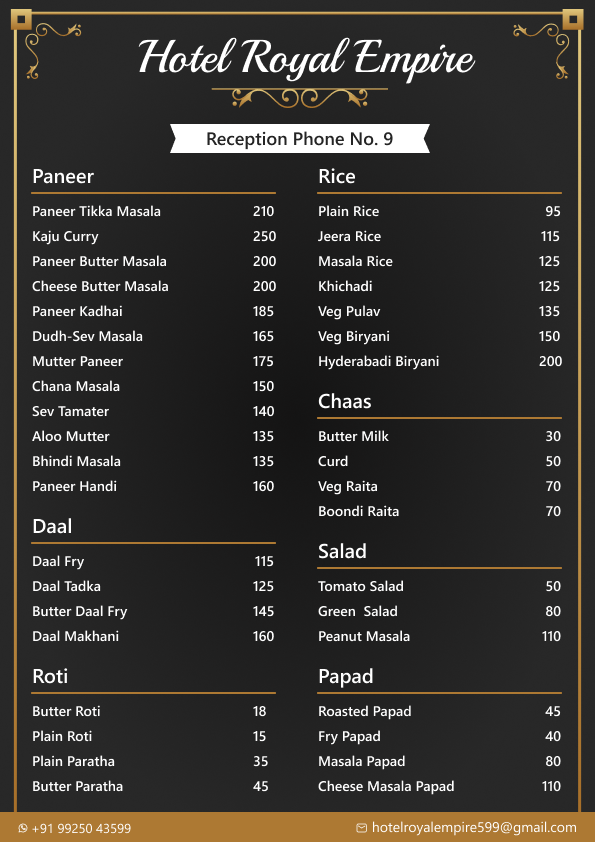 Hotel Royal Empire
Reception Phone No. 9
Paneer
Paneer Tikka Masala 210
Kaju Curry 250
Paneer Butter Masala 200
Cheese Butter Masala 200
Paneer Kadhai 185
Dudh-Sev Masala 165
Mutter Paneer 175
Chana Masala 150
Sev Tamater 140
Aloo Mutter 135
Bhindi Masala 135
Paneer Handi 160
Daal
Daal Fry 115
Daal Tadka 125
Butter Daal Fry 145
Daal Makhani 160
Roti
Butter Roti 18
Plain Roti 15
Plain Paratha 35
Butter Paratha 45
Rice
Plain Rice 95
Jeera Rice 115
Masala Rice 125
Khichadi 125
Veg Pulav 135
Veg Biryani 150
Hyderabadi Biryani 200
Chaas
Butter Milk 30
Curd 50
Veg Raita 70
Boondi Raita 70
Salad
Tomato Salad 50
Green  Salad 80
Peanut Masala 110
Papad
Roasted Papad 45
Fry Papad 40
Masala Papad 80
Cheese Masala Papad 110
+91 99250 43599
hotelroyalempire599@gmail.com